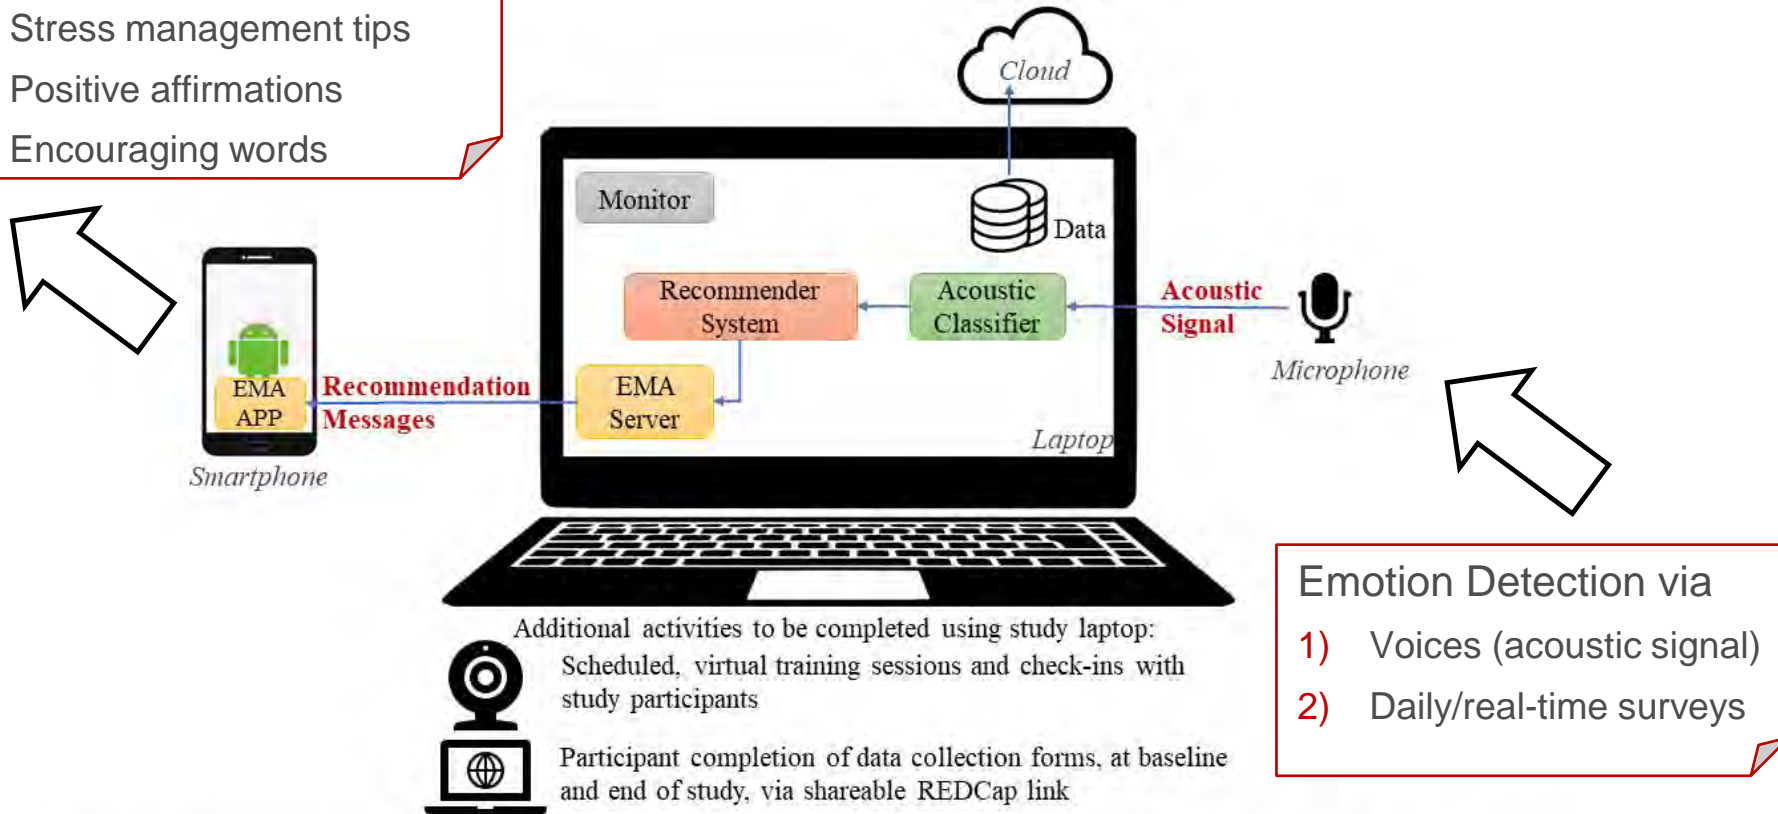 Stress management tips
Positive affirmations
Encouraging words
Cloud
Monitor
Data
Recommender
System
Acoustic
Classifier
Acoustic
Signal
Microphone
EMA
APP
Recommendation
Messages
EMA
Server
Laptop
Smartphone
Emotion Detection via
1) Voices (acoustic signal)
2) Daily/real-time surveys
Additional activities to be completed using study laptop:
Scheduled, virtual training sessions and check-ins with
study participants
Participant completion of data collection forms, at baseline
and end of study, via shareable REDCap link